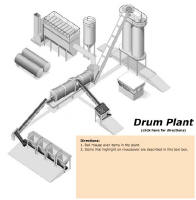 Drum Plant
(click here for directions)
Directions:
1. Roll mouse over items in the plant.
2. Items that highlight on mouseover are described in this text box.